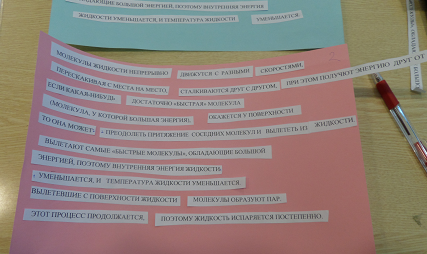 ЛАДАЮЩИЕ БОЛЬШОЙ ЭНЕРГИЕЙ, ПОЭТОМУ ВНУТРЕННЯЯ ЭНЕРГИЯ
ЖИДКОСТИ УМЕНЬШАЕТСЯ, И ТЕМПЕРАТУРА ЖИДКОСТИ УМЕНЬШАЕТСЯ.
2
МОЛЕКУЛЫ ЖИДКОСТИ НЕПРЕРЫВНО ДВИЖУТСЯ С РАЗНЫМИ СКОРОСТЯМИ,
ПЕРЕСКАКИВАЯ С МЕСТА НА МЕСТО, СТАЛКИВАЮТСЯ ДРУГ С ДРУГОМ, ПРИ ЭТОМ ПОЛУЧАЮТ ЭНЕРГИЮ ДРУГ ОТ
ЕСЛИ КАКАЯ-НИБУДЬ ДОСТАТОЧНО «БЫСТРАЯ» МОЛЕКУЛА
(МОЛЕКУЛА, У КОТОРОЙ БОЛЬШАЯ ЭНЕРГИЯ), ОКАЖЕТСЯ У ПОВЕРХНОСТИ
ТО ОНА МОЖЕТ ПРЕОДОЛЕТЬ ПРИТЯЖЕНИЕ СОСЕДНИХ МОЛЕКУЛ И ВЫЛЕТЕТЬ ИЗ ЖИДКОСТИ
ВЫЛЕТАЮТ САМЫЕ «БЫСТРЫЕ МОЛЕКУЛЫ», ОБЛАДАЮЩИЕ БОЛЬШОЙ
ЭНЕРГИЕЙ, ПОЭТОМУ ВНУТРЕННЯЯ ЭНЕРГИЯ ЖИДКОСТИ
УМЕНЬШАЕТСЯ, И ТЕМПЕРАТУРА ЖИДКОСТИ УМЕНЬШАЕТСЯ.
ВЫЛЕТЕВШИЕ С ПОВЕРХНОСТИ ЖИДКОСТИ МОЛЕКУЛЫ ОБРАЗУЮТ ПАР.
ЭТОТ ПРОЦЕСС ПРОДОЛЖАЕТСЯ, ПОЭТОМУ ЖИДКОСТЬ ИСПАРЯЕТСЯ ПОСТЕПЕННО.